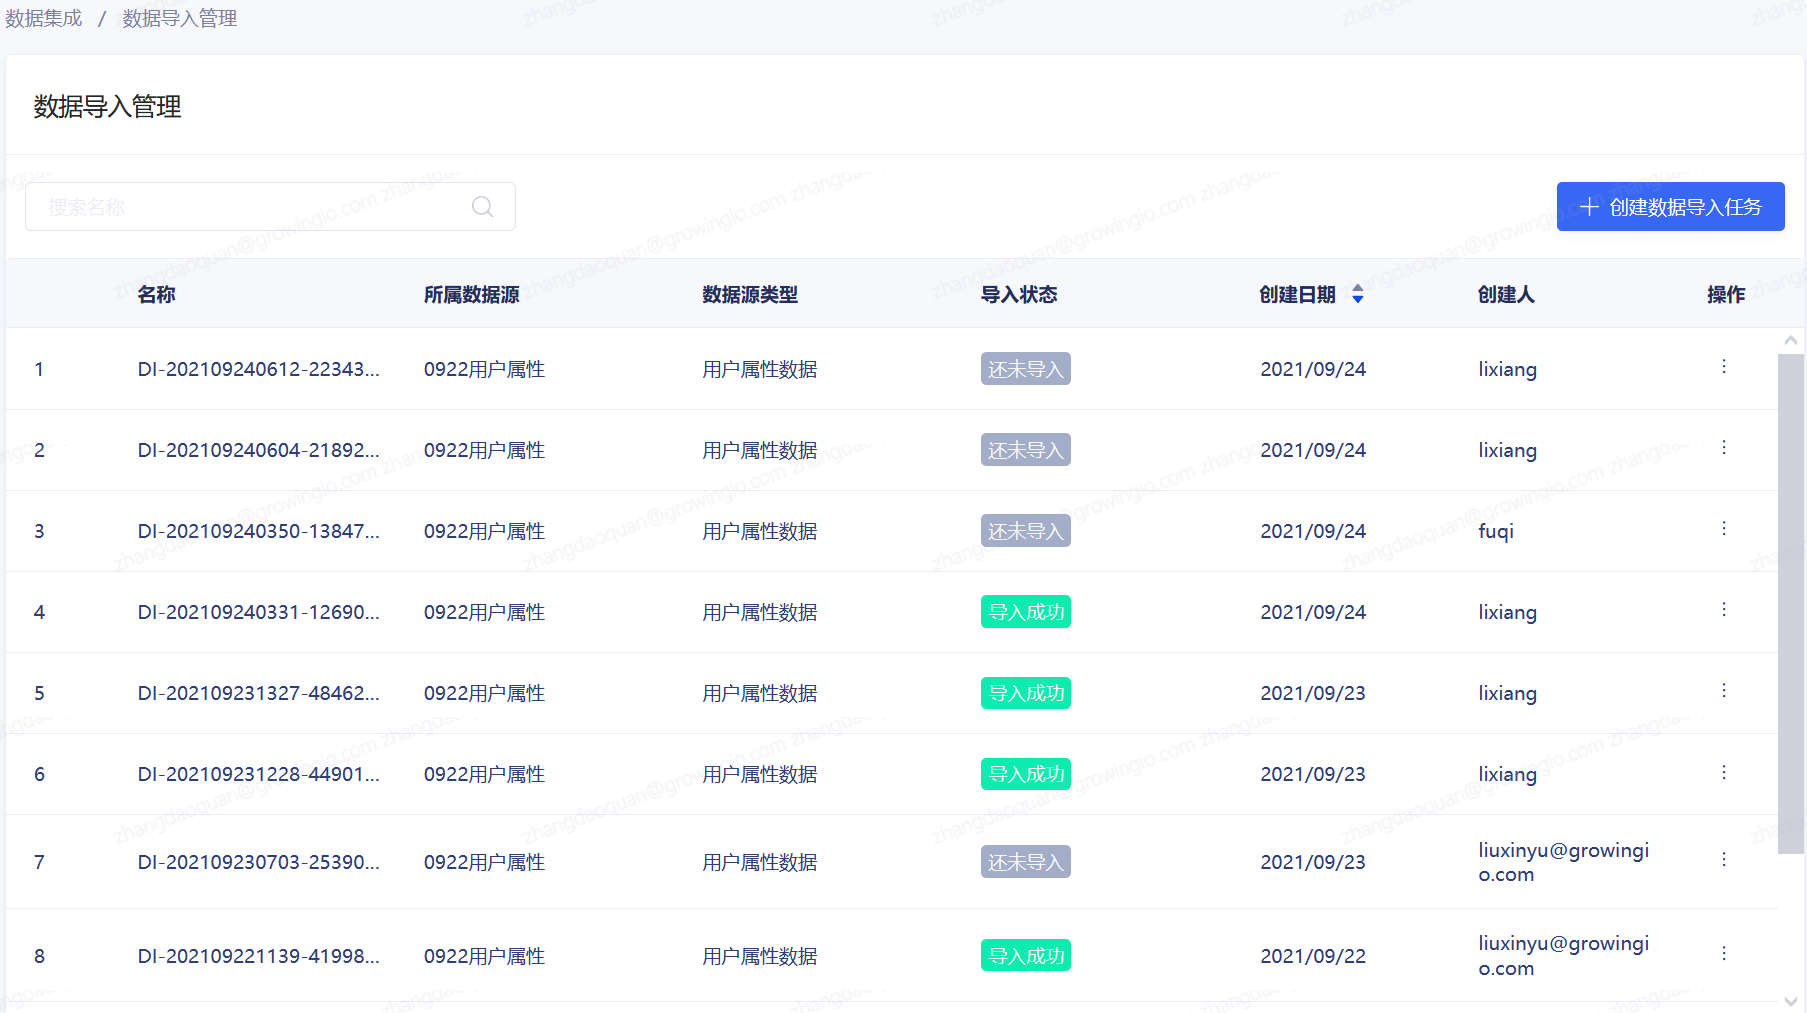 数据集成 / 数据导入管理
数据导入管理
搜索名称
创建数据导入任务
名称 所属数据源 数据源类型 导入状态 创建日期 创建人 操作
1 DI-202109240612-22343... 0922用户属性 用户属性数据 还未导入 2021/09/24 lixiang
2 DI-202109240604-21892... 0922用户属性 用户属性数据 还未导入 2021/09/24 lixiang
3 DI-202109240350-13847... 0922用户属性 用户属性数据 还未导入 2021/09/24 fuqi
4 DI-202109240331-12690... 0922用户属性 用户属性数据 导入成功 2021/09/24 lixiang
5 DI-202109231327-48462... 0922用户属性 用户属性数据 导入成功 2021/09/23 lixiang
6 DI-202109231228-44901... 0922用户属性 用户属性数据 导入成功 2021/09/23 lixiang
7 DI-202109230703-25390... 0922用户属性 用户属性数据 还未导入 2021/09/23 liuxinyu@growingi
o.com
8 DI-202109221139-41998... 0922用户属性 用户属性数据 导入成功 2021/09/22 liuxinyu@growingi
o.com
zhangdaoquan@growingio.com